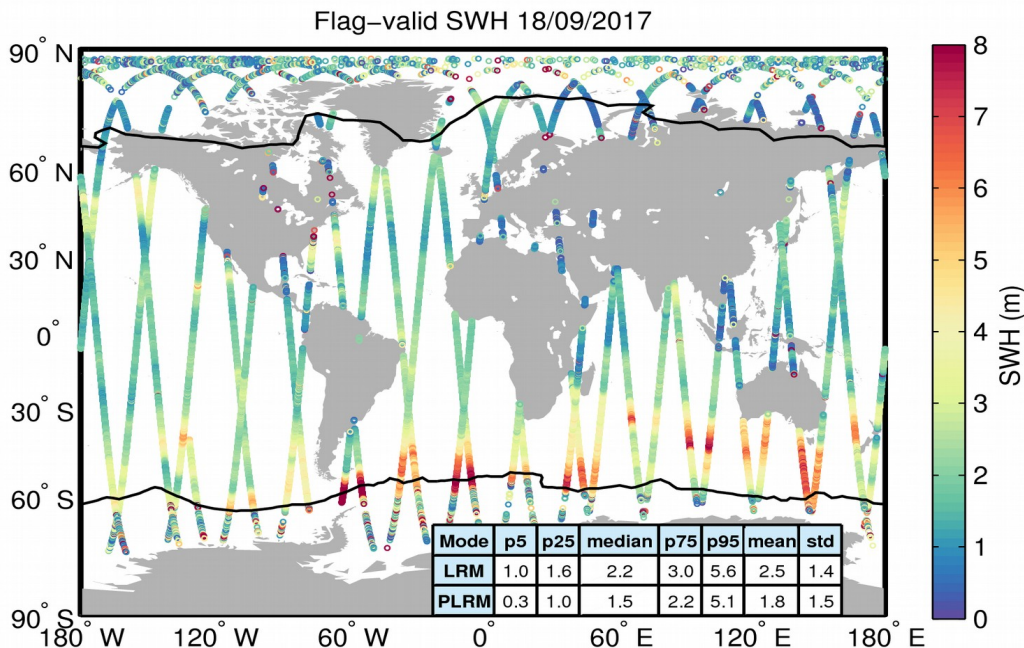 Flag−valid SWH 18/09/2017
90° N
60° N
30° N
0°
30° S
60° S
90° S
180° W
120° W
60° W
0°
60° E
120° E
180° E
Mode p5 p25 median p75 p95 mean std
LRM 1.0 1.6 2.2 3.0 5.6 2.5 1.4
PLRM 0.3 1.0 1.5 2.2 5.1 1.8 1.5
8
7
6
5
4
3
2
1
0
SWH (m)